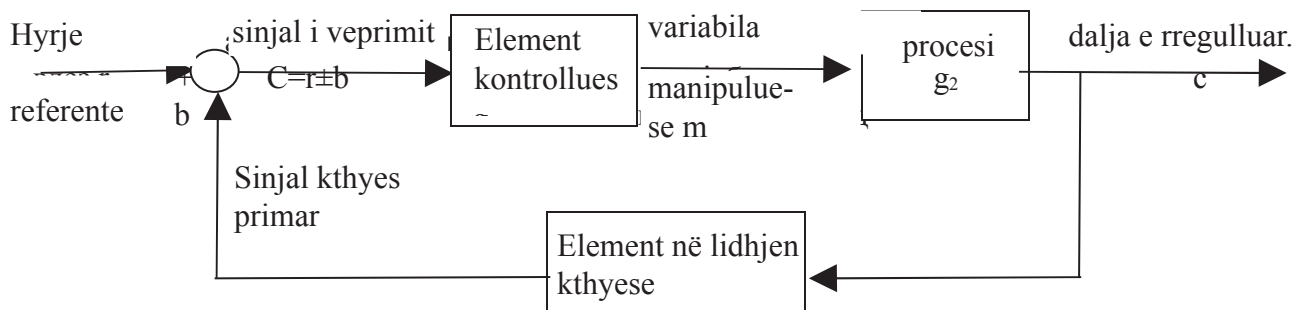 Hyrje
referente
b
sinjal i veprimit
C=r±b
Element
kontrollues
variabila
manipulue-
se m
procesi
g₂
dalja e rregulluar.
c
Sinjal kthyes
primar
Element në lidhjen
kthyese